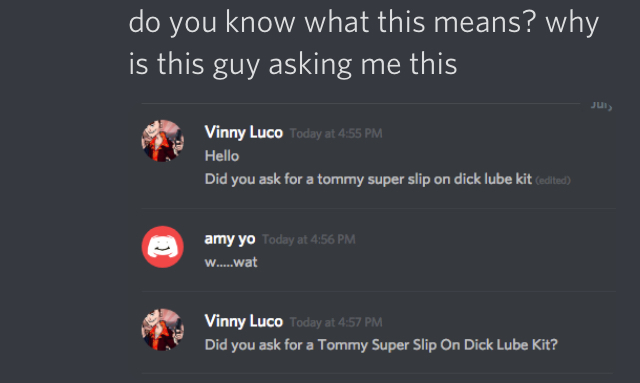 do you know what this means? why
is this guy asking me this
July
Vinny Luco Today at 4:55 PM
Hello
Did you ask for a tommy super slip on dick lube kit (edited)
amy yo Today at 4:56 PM
w.....wat
Vinny Luco Today at 4:57 PM
Did you ask for a Tommy Super Slip On Dick Lube Kit?